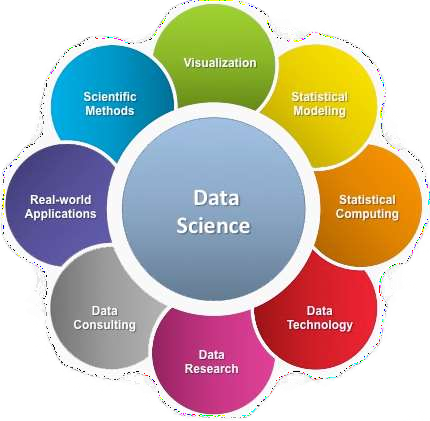 Visualization
Statistical
Modeling
Statistical
Computing
Data
Technology
Data
Research
Data
Consulting
Real-world
Applications
Scientific
Methods
Data
Science